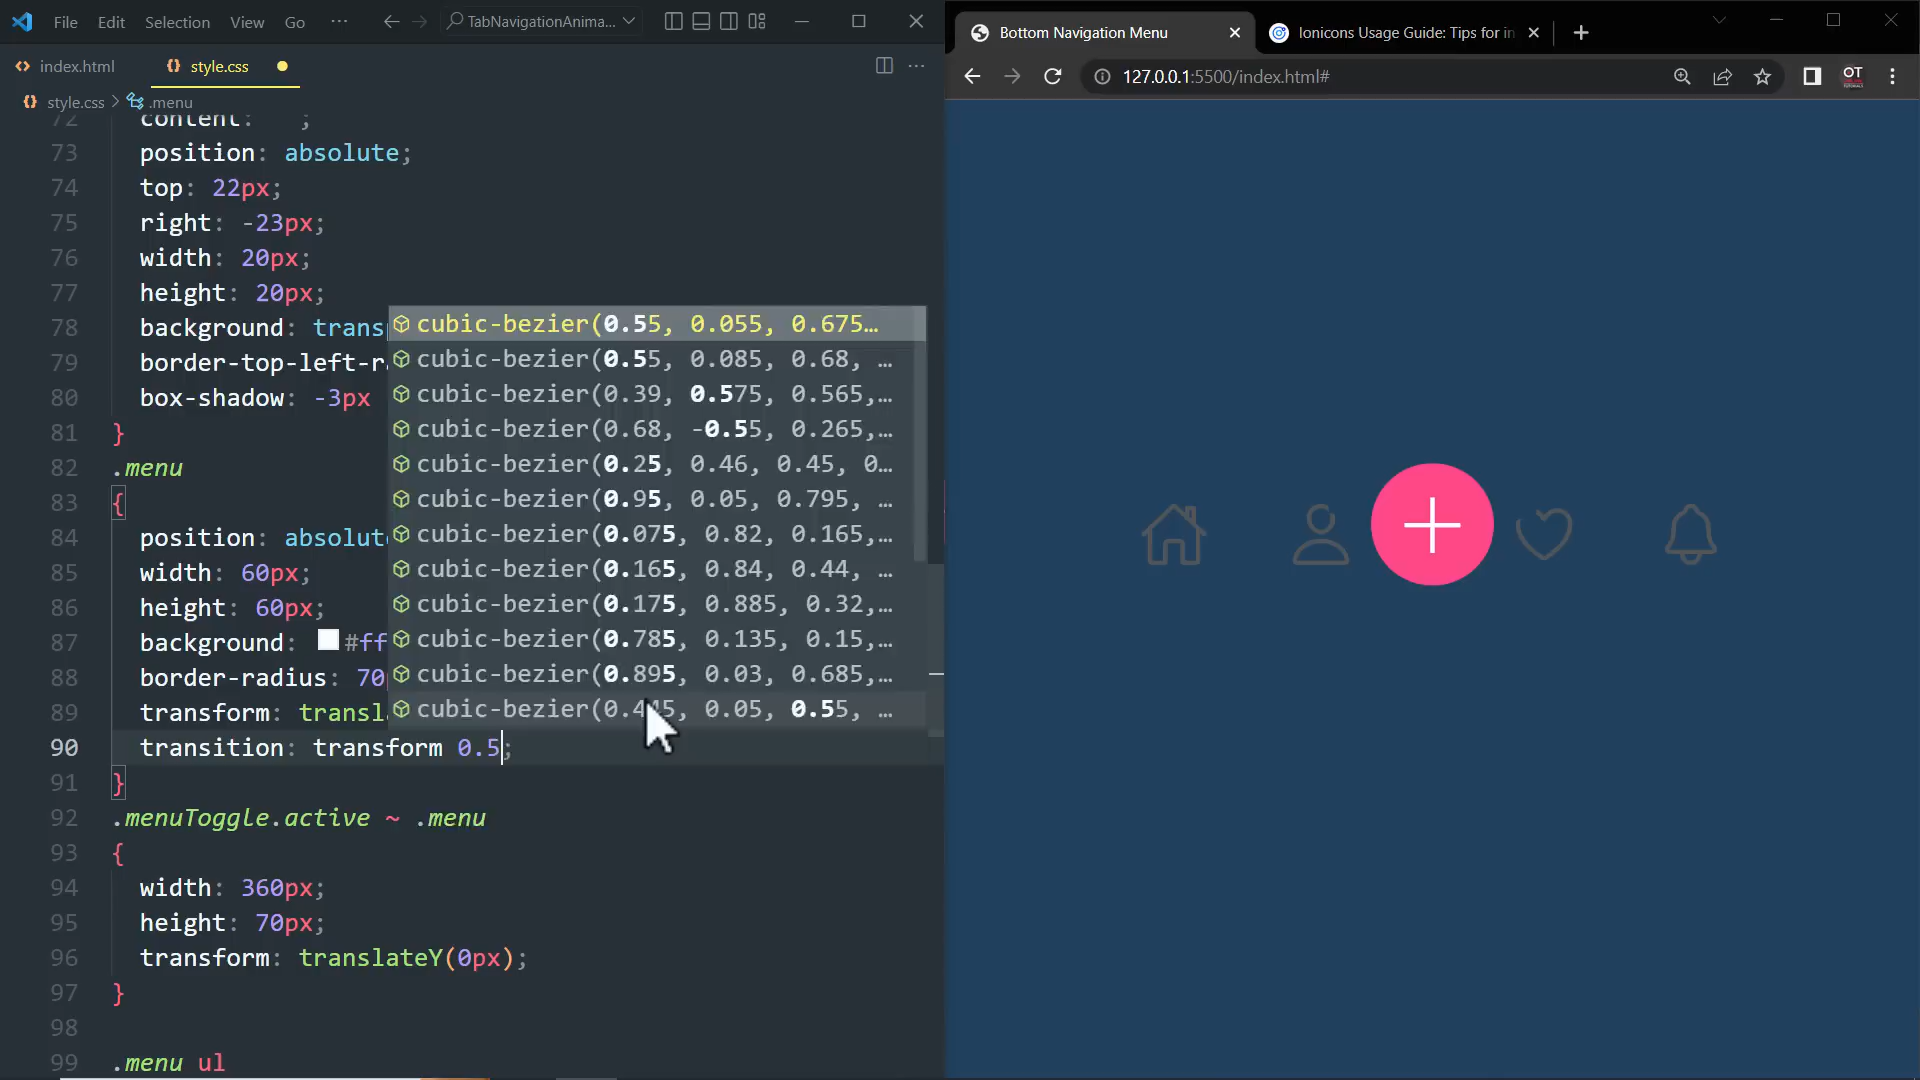 File Edit Selection View Go ··· TabNavigationAnima...
index.html style.css
style.css > .menu
72 content: ;
73 position: absolute;
74 top: 22px;
75 right: -23px;
76 width: 20px;
77 height: 20px;
78 background: trans
79 border-top-left-r
80 box-shadow: -3px
81 }
82 .menu
83 {
84 position: absolut
85 width: 60px;
86 height: 60px;
87 background: #ff
88 border-radius: 70
89 transform: transl
90 transition: transform 0.5;
91 }
92 .menuToggle.active ~ .menu
93 {
94 width: 360px;
95 height: 70px;
96 transform: translateY(0px);
97 }
98
99 .menu ul
cubic-bezier(0.55, 0.055, 0.675…
cubic-bezier(0.55, 0.085, 0.68, …
cubic-bezier(0.39, 0.575, 0.565,…
cubic-bezier(0.68, -0.55, 0.265,…
cubic-bezier(0.25, 0.46, 0.45, 0…
cubic-bezier(0.95, 0.05, 0.795, …
cubic-bezier(0.075, 0.82, 0.165,…
cubic-bezier(0.165, 0.84, 0.44, …
cubic-bezier(0.175, 0.885, 0.32,…
cubic-bezier(0.785, 0.135, 0.15,…
cubic-bezier(0.895, 0.03, 0.685,…
cubic-bezier(0.445, 0.05, 0.55, …
Bottom Navigation Menu Ionicons Usage Guide: Tips for in
127.0.0.1:5500/index.html# OT